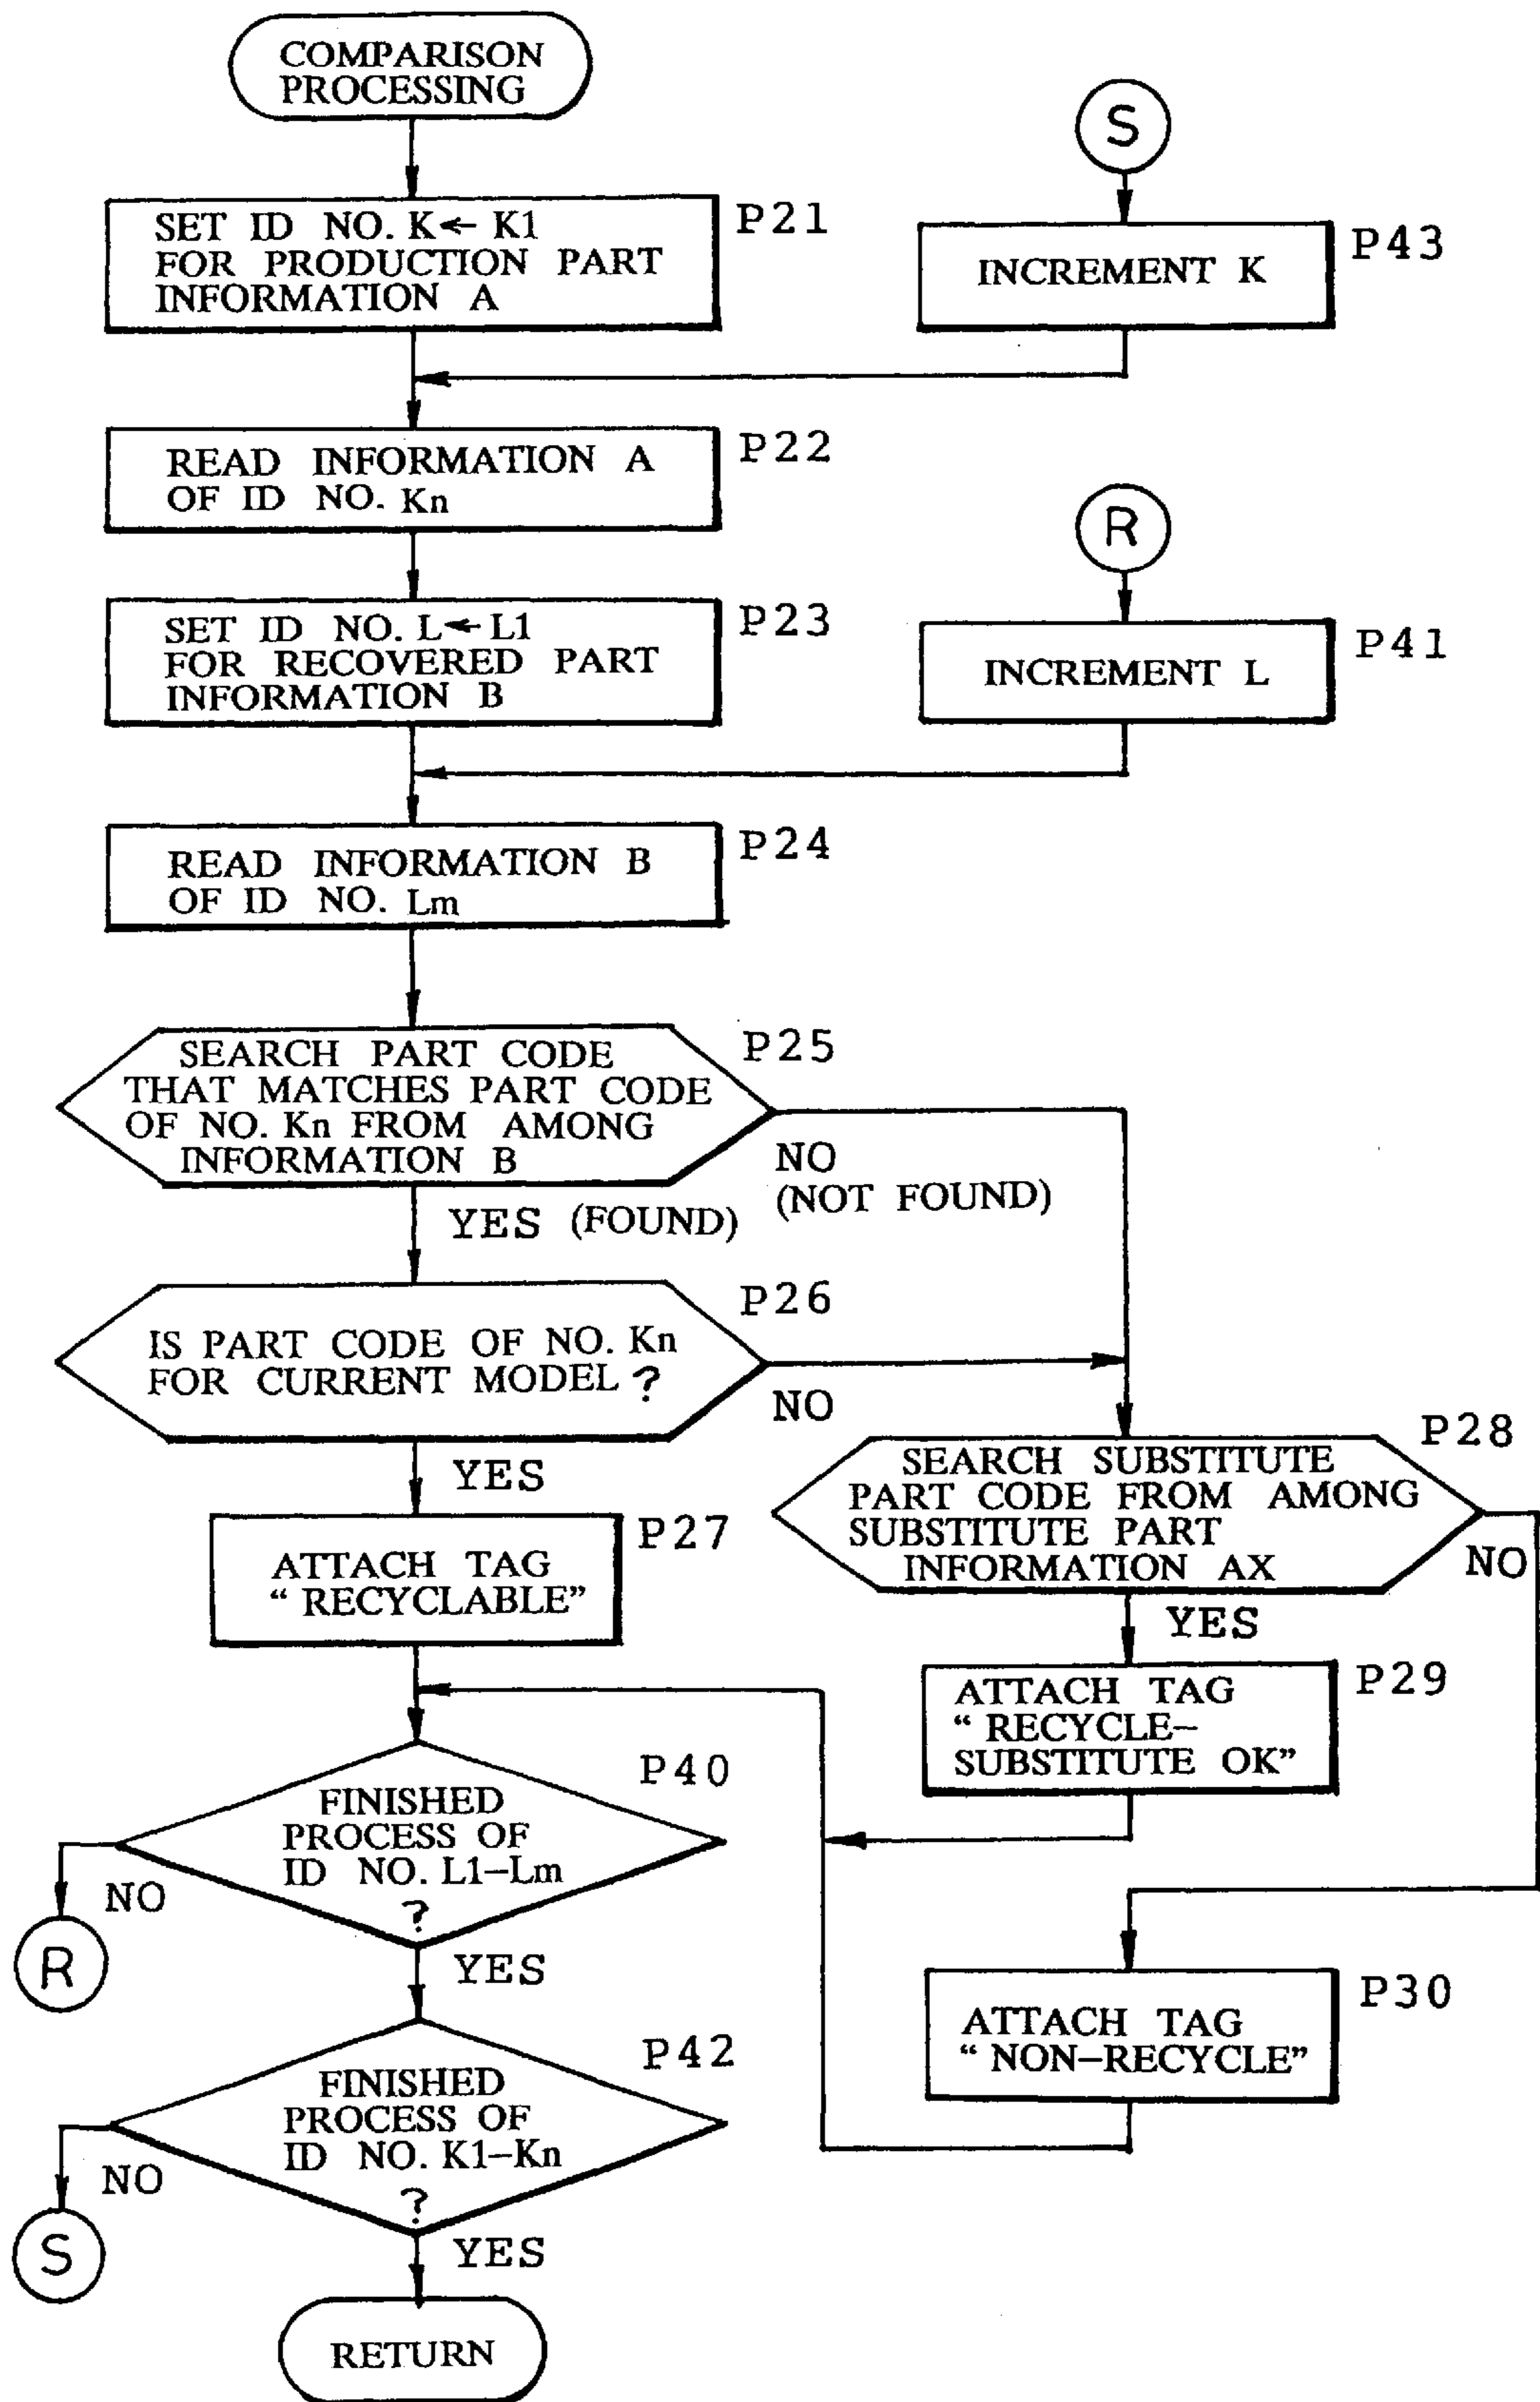 COMPARISON
PROCESSING
SET ID NO. K← K1
FOR PRODUCTION PART
INFORMATION A
P21
S
INCREMENT K
P43
READ INFORMATION A
OF ID NO. Kn
P22
R
SET ID NO. L← L1
FOR RECOVERED PART
INFORMATION B
P23
INCREMENT L
P41
READ INFORMATION B
OF ID NO. Lm
P24
SEARCH PART CODE
THAT MATCHES PART CODE
OF NO. Kn FROM AMONG
INFORMATION B
P25
NO
(NOT FOUND)
YES (FOUND)
IS PART CODE OF NO. Kn
FOR CURRENT MODEL ?
P26
NO
YES
SEARCH SUBSTITUTE
PART CODE FROM AMONG
SUBSTITUTE PART
INFORMATION AX
P28
NO
YES
ATTACH TAG
“ RECYCLABLE”
P27
ATTACH TAG
“ RECYCLE–
SUBSTITUTE OK”
P29
FINISHED
PROCESS OF
ID NO. L1–Lm
?
P40
NO
R
YES
ATTACH TAG
“ NON–RECYCLE”
P30
FINISHED
PROCESS OF
ID NO. K1–Kn
?
P42
NO
S
YES
RETURN